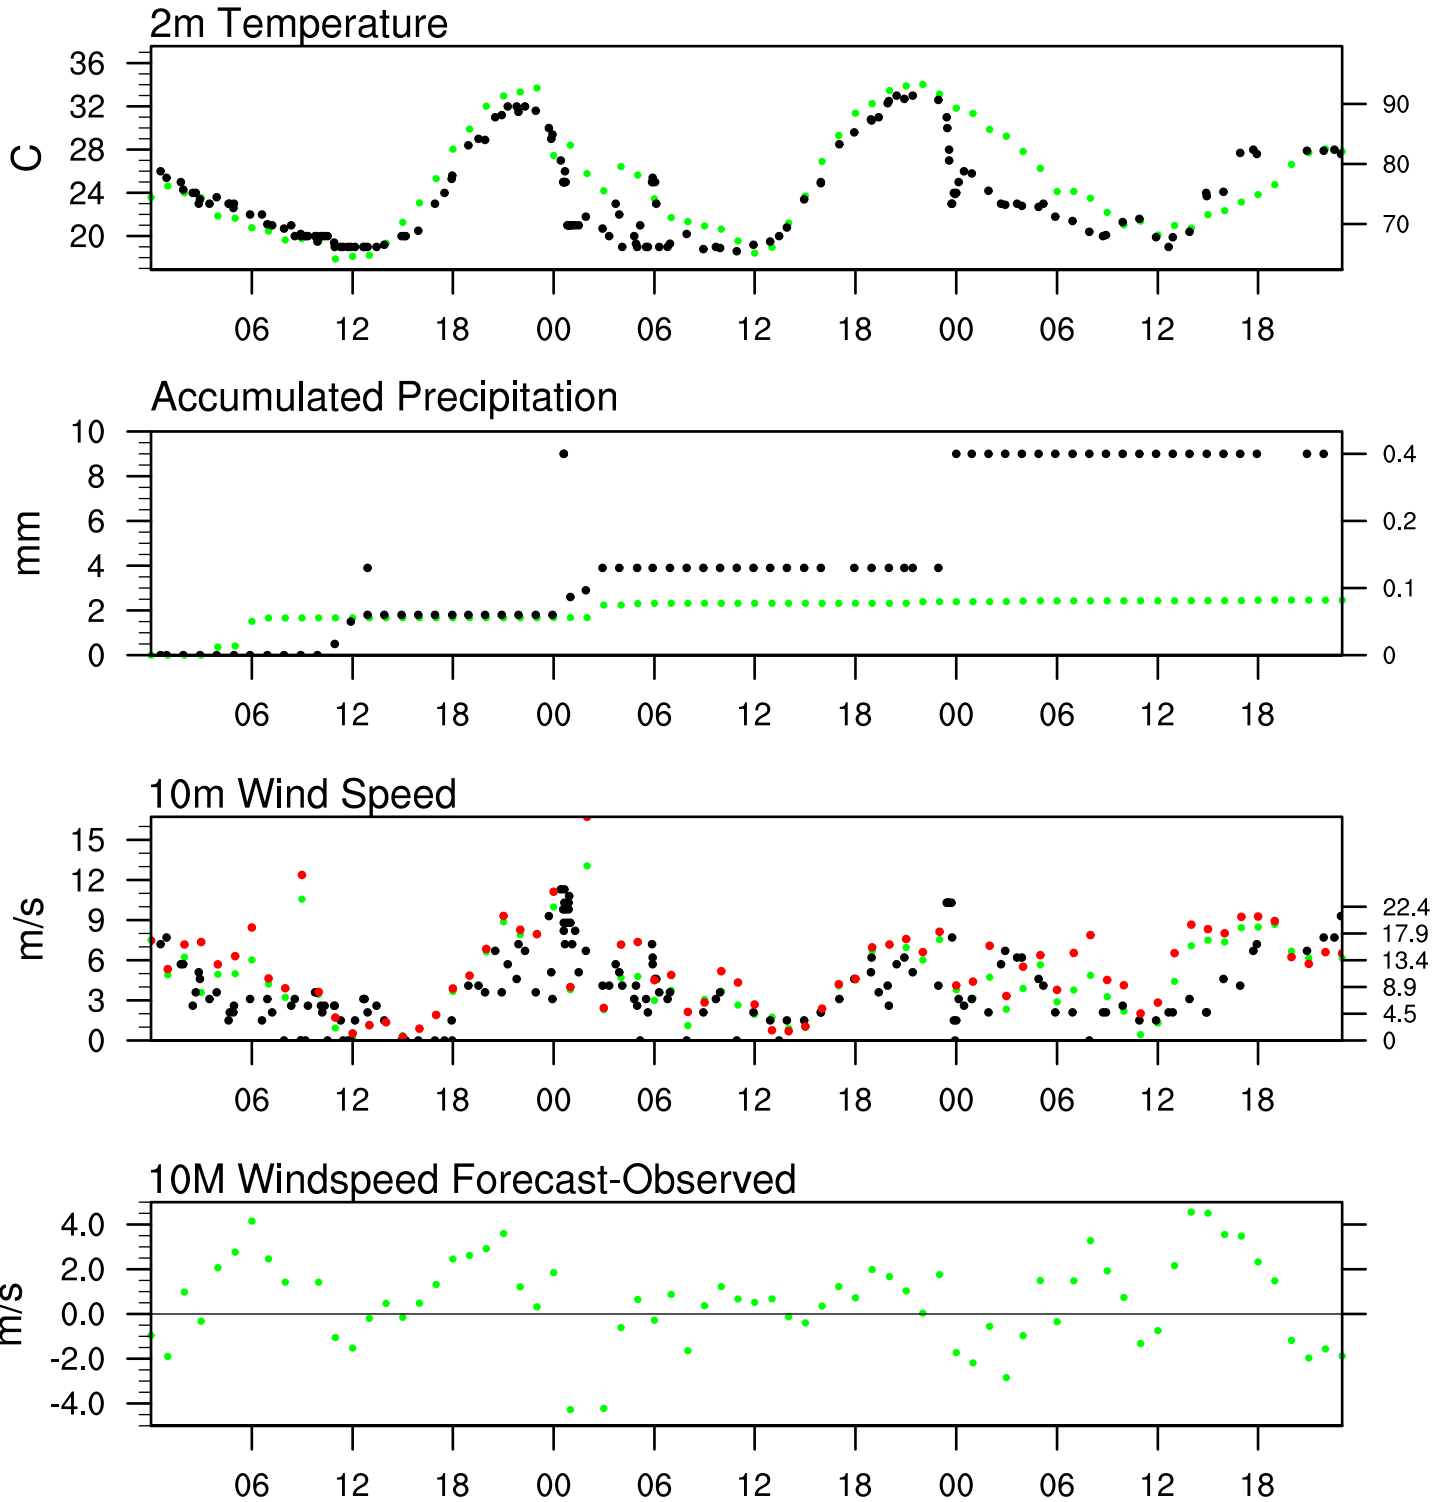 2m Temperature
36
32
28
24
20
C
90
80
70
06 12 18 00 06 12 18 00 06 12 18
Accumulated Precipitation
10
8
6
4
2
0
mm
0.4
0.2
0.1
0
06 12 18 00 06 12 18 00 06 12 18
10m Wind Speed
15
12
9
6
3
0
m/s
22.4
17.9
13.4
8.9
4.5
0
06 12 18 00 06 12 18 00 06 12 18
10M Windspeed Forecast-Observed
4.0
2.0
0.0
-2.0
-4.0
m/s
06 12 18 00 06 12 18 00 06 12 18